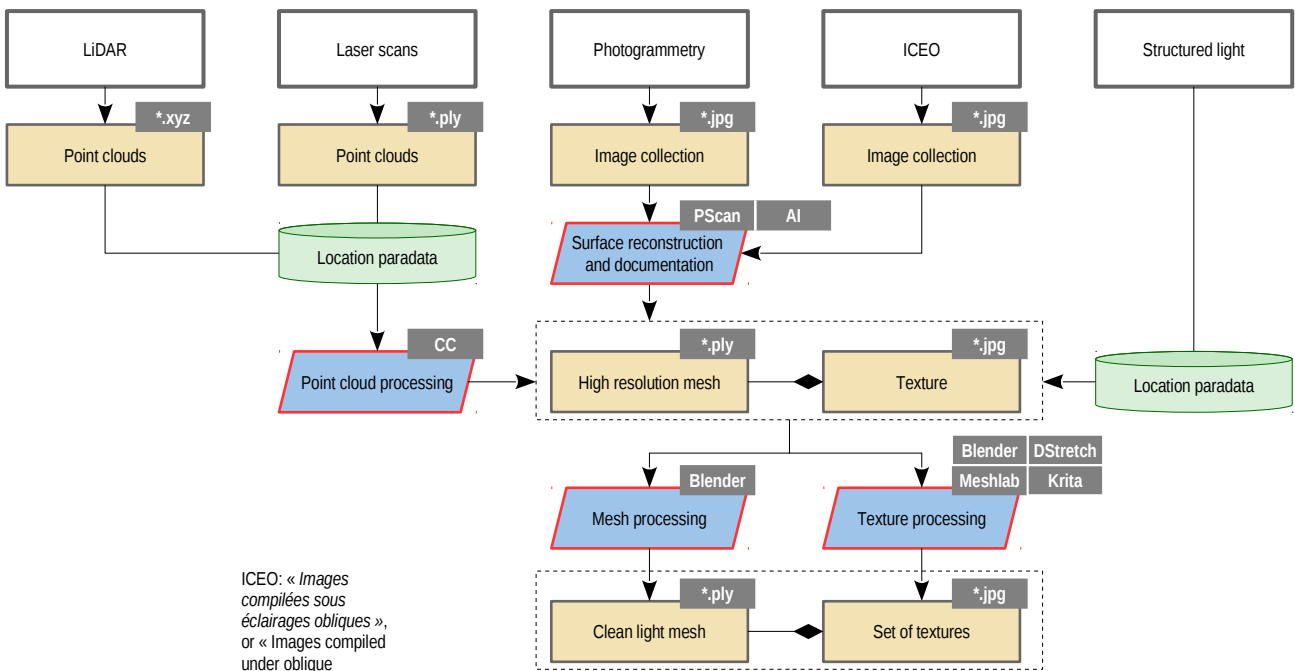 LiDAR
Laser scans
Photogrammetry
ICEO
Structured light
*.xyz
*.ply
*.jpg
*.jpg
Point clouds
Point clouds
Image collection
Image collection
PScan
AI
Surface reconstruction
and documentation
Location paradata
CC
Point cloud processing
*.ply
*.jpg
High resolution mesh
Texture
Location paradata
Blender
DStretch
Blender
Meshlab
Krita
Mesh processing
Texture processing
*.ply
*.jpg
Clean light mesh
Set of textures
ICEO: « Images
compilées sous
éclairages obliques »,
or « Images compiled
under oblique